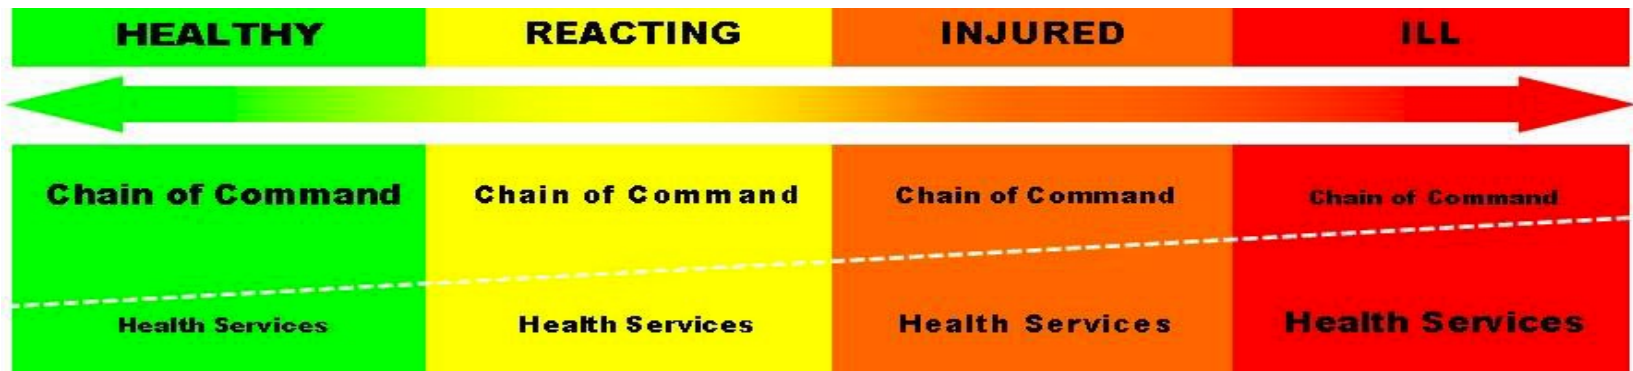 HEALTHY REACTING INJURED ILL
Chain of Command Chain of Command Chain of Command Chain of Command
Health Services Health Services Health Services Health Services